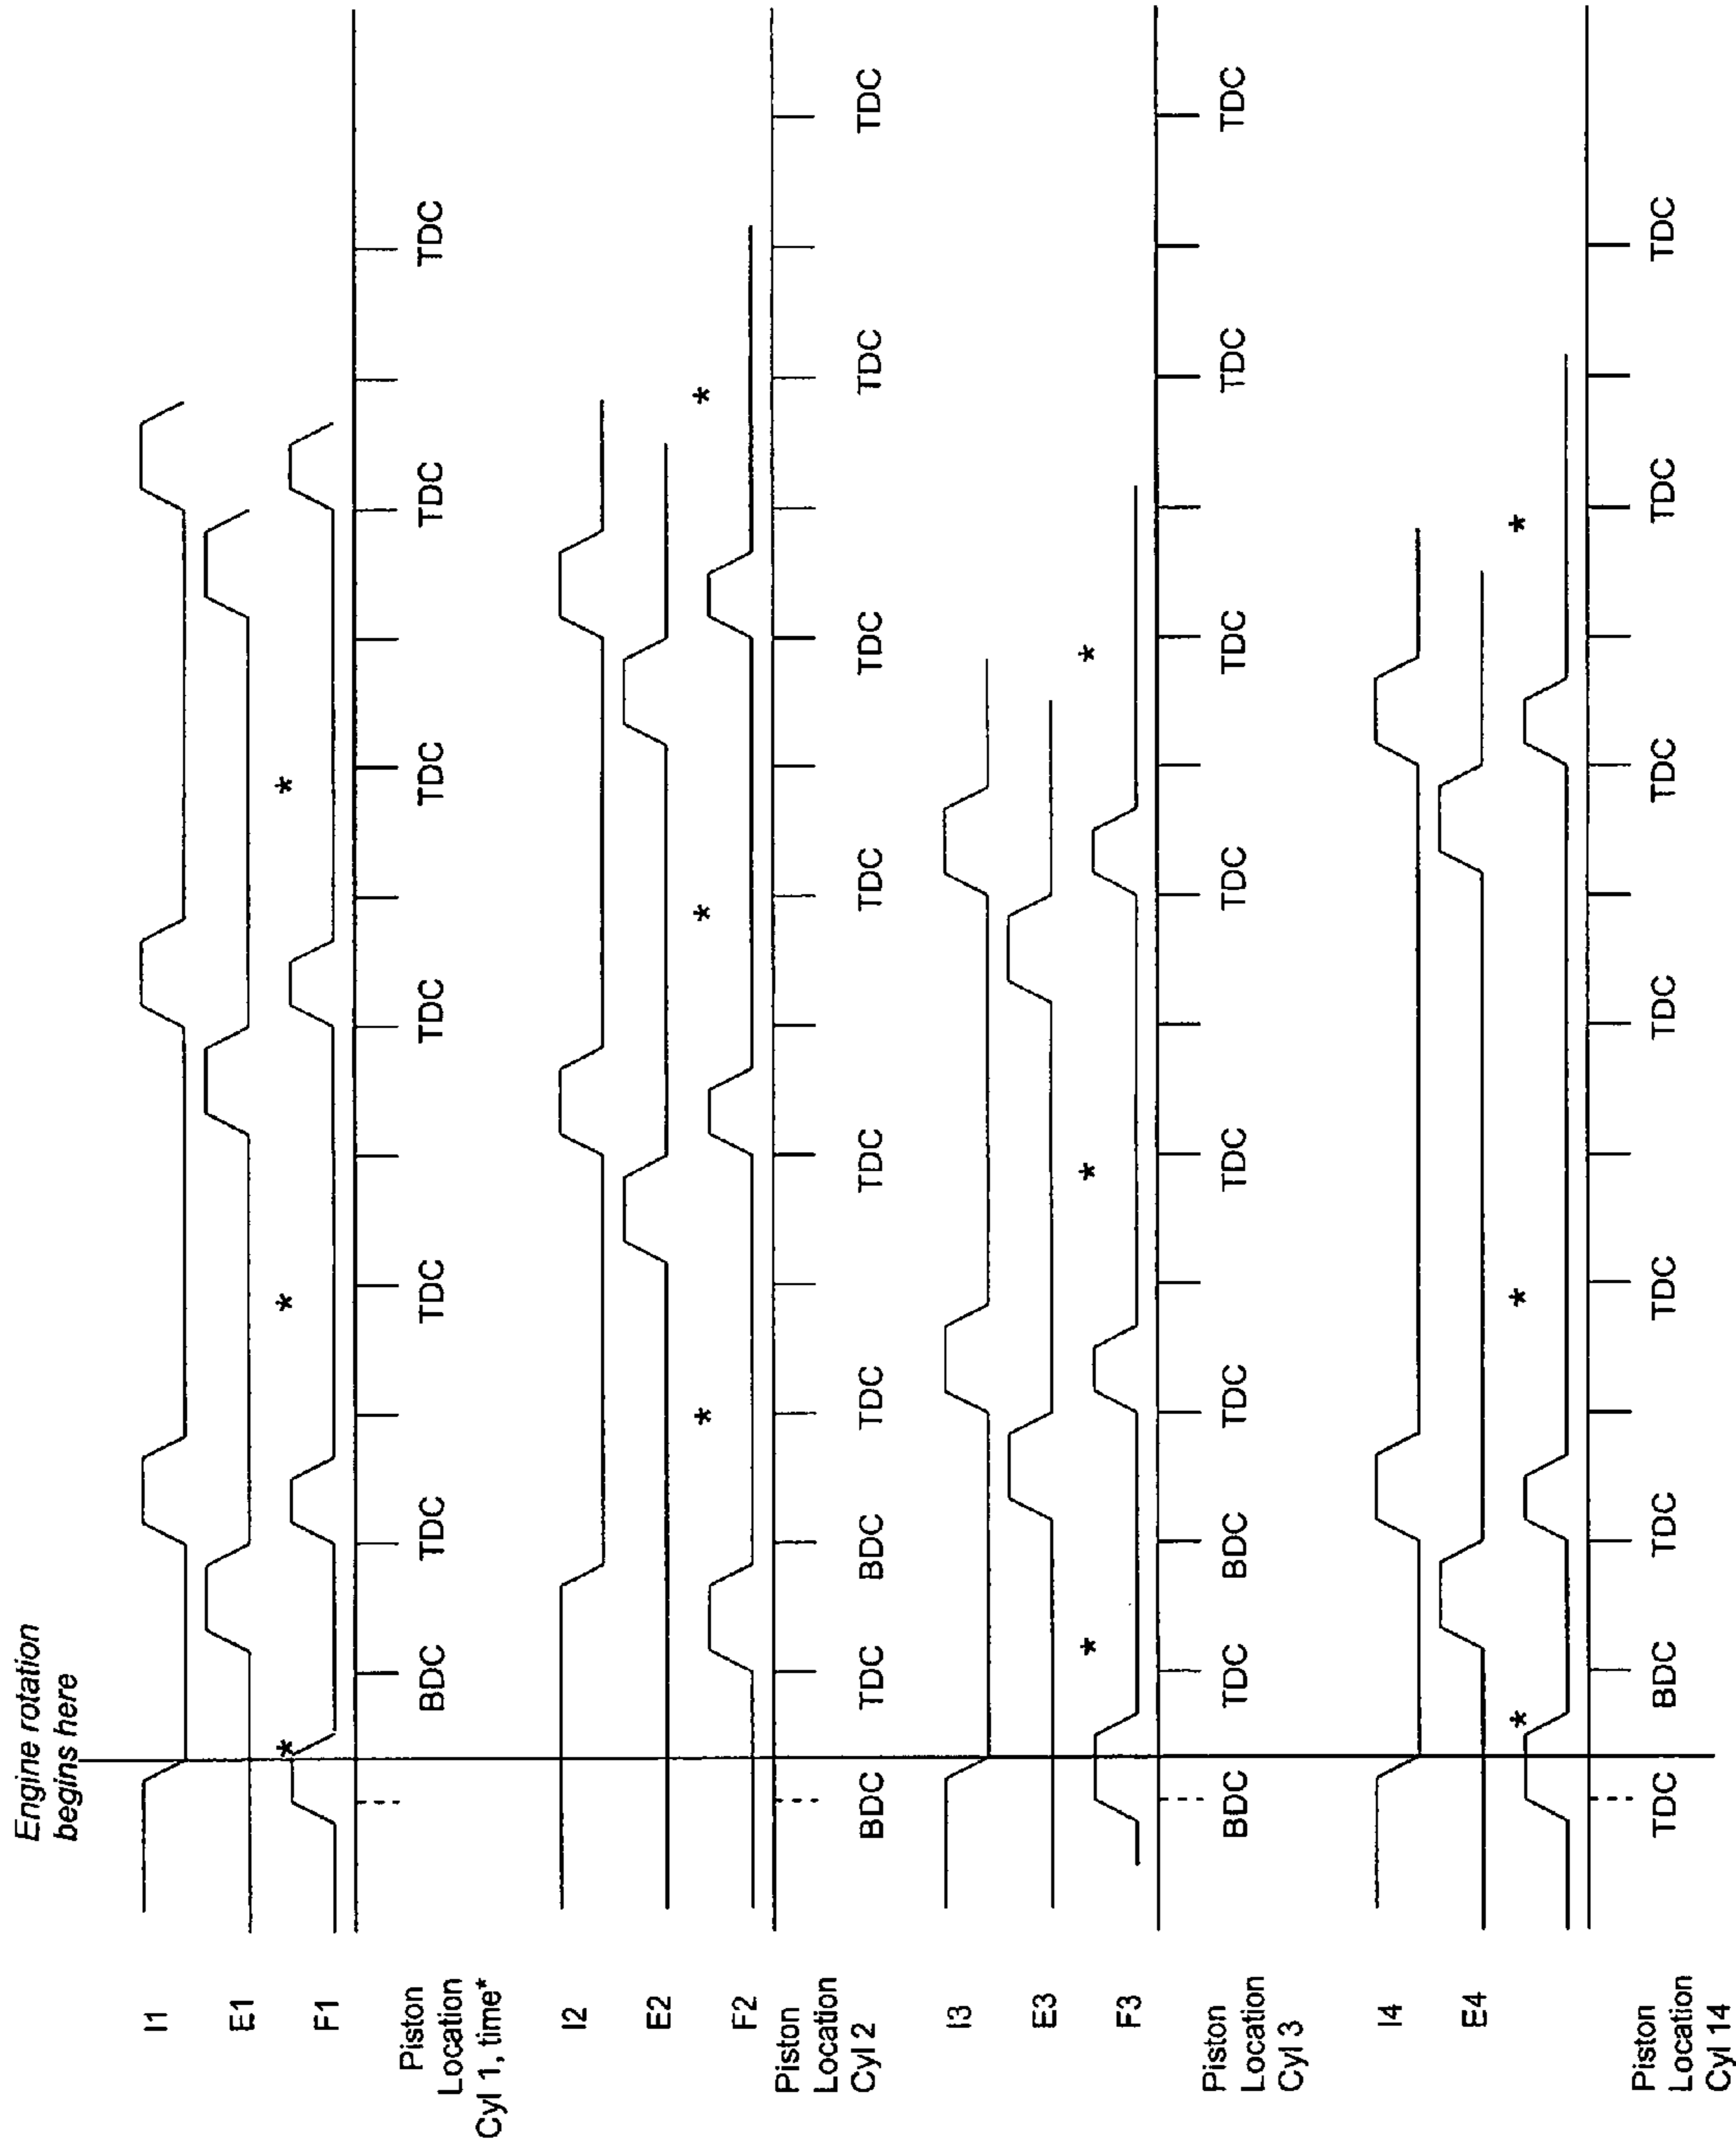 Engine rotation
begins here
I1
E1
F1
Piston
Location
Cyl 1, time*
BDC TDC TDC TDC TDC TDC TDC
I2
E2
F2
Piston
Location
Cyl 2
BDC TDC BDC TDC TDC TDC TDC TDC TDC
I3
E3
F3
Piston
Location
Cyl 3
BDC TDC BDC TDC TDC TDC TDC TDC TDC
I4
E4
Piston
Location
Cyl 14
TDC BDC TDC TDC TDC TDC TDC TDC